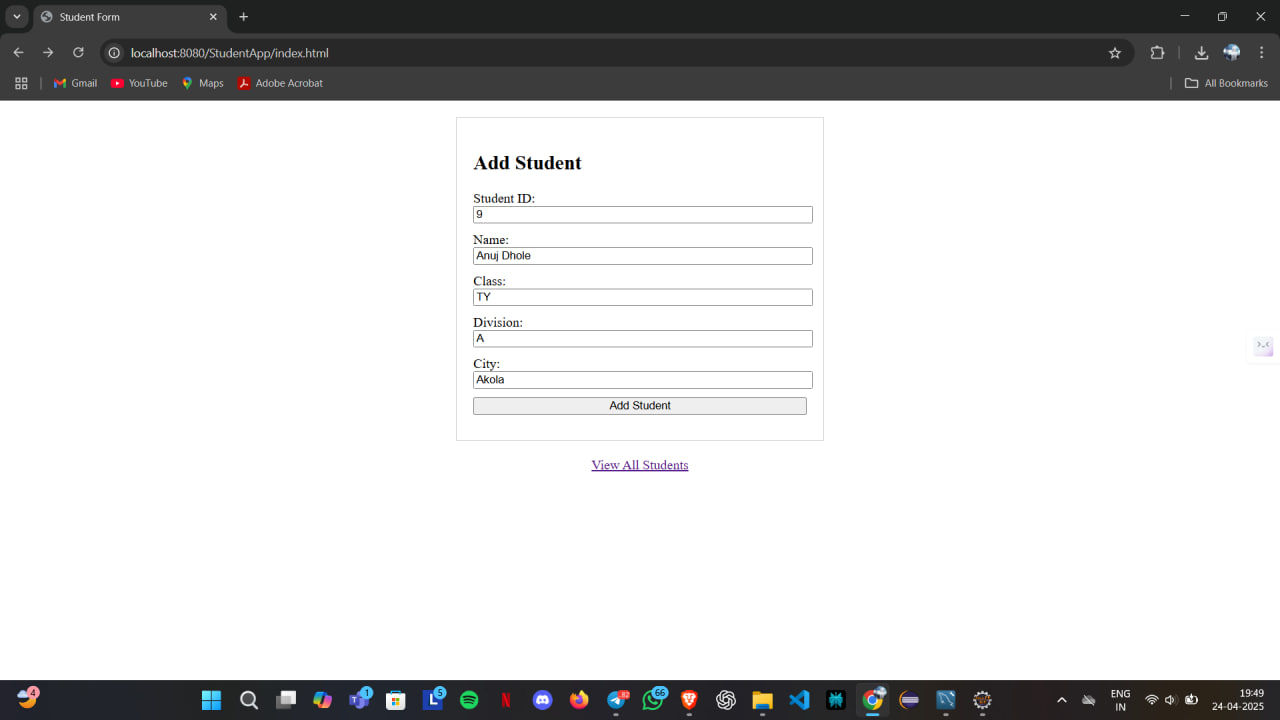 Student Form
localhost:8080/StudentApp/index.html
Gmail
YouTube
Maps
Adobe Acrobat
All Bookmarks
Add Student
Student ID:
9
Name:
Anuj Dhole
Class:
TY
Division:
A
City:
Akola
Add Student
View All Students
4
1
5
82
66
ENG
IN
19:49
24-04-2025